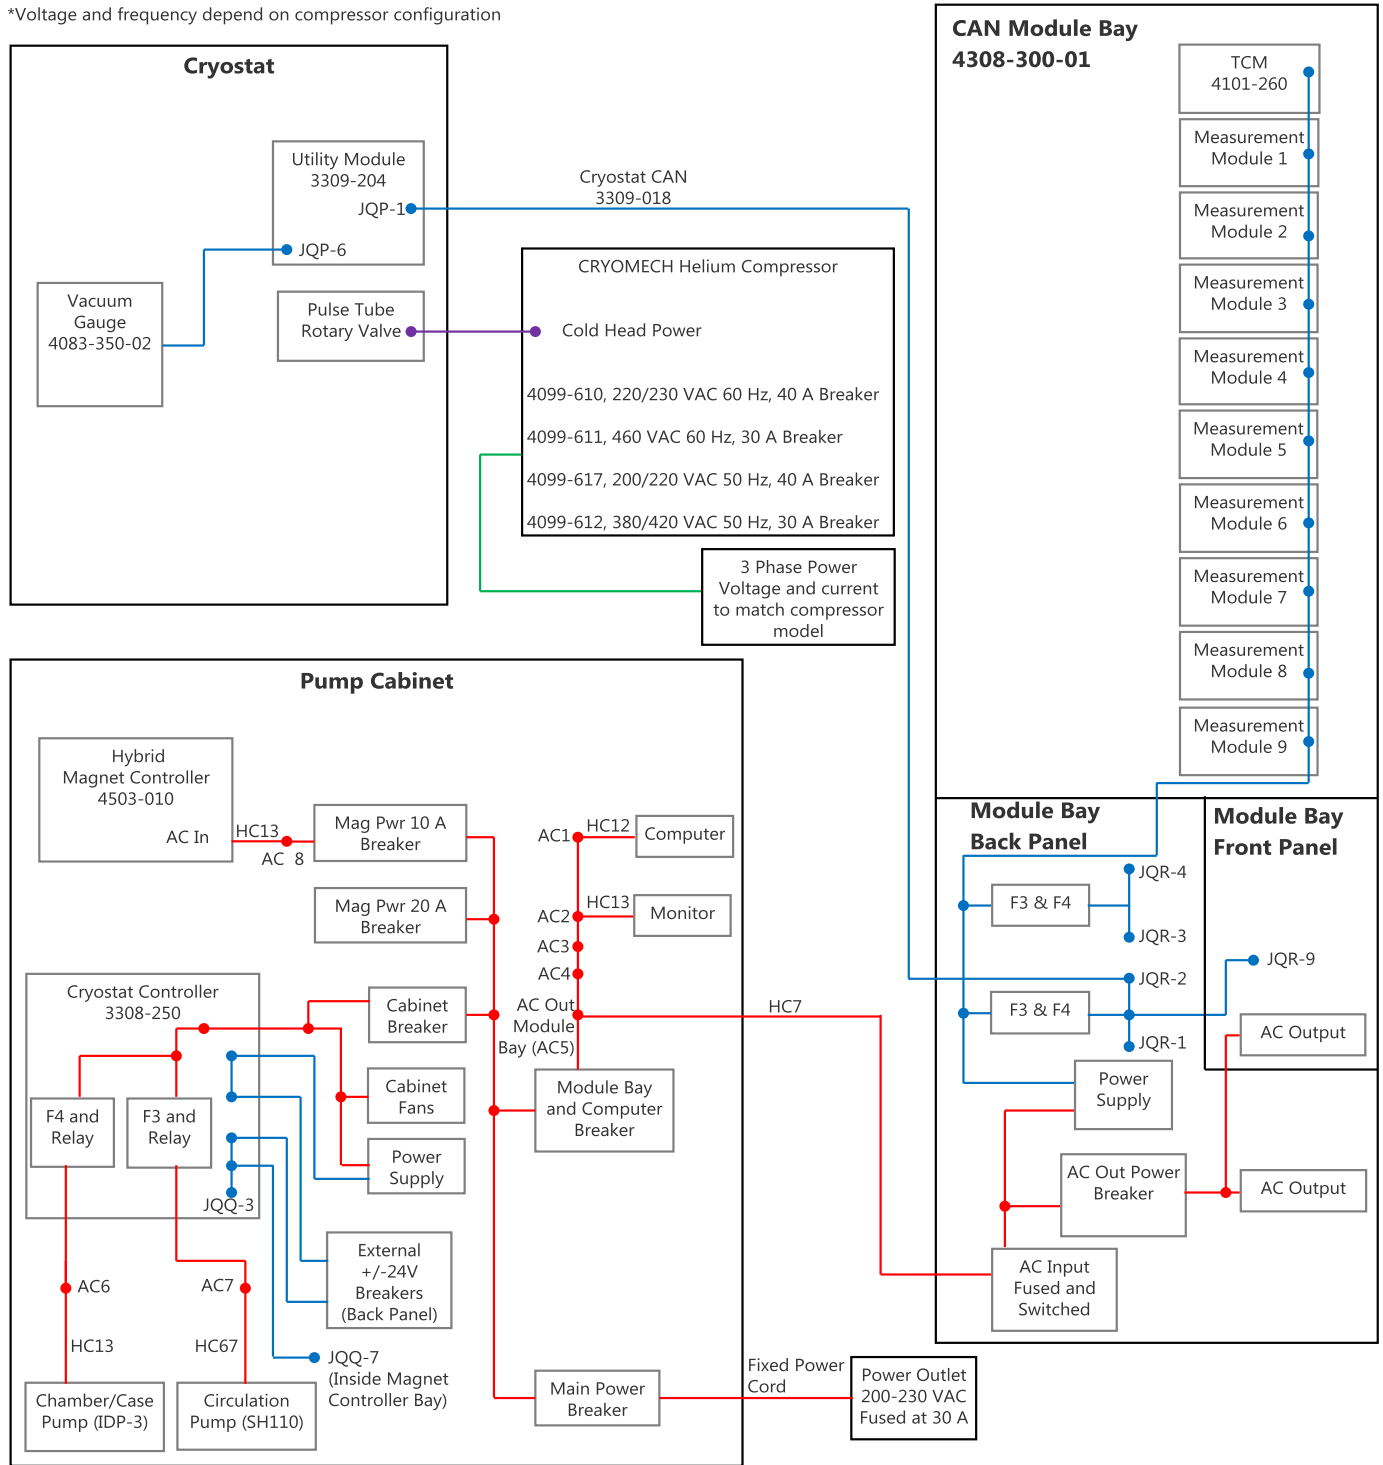 *Voltage and frequency depend on compressor configuration
Cryostat
Utility Module
3309-204
JQP-1
JQP-6
Vacuum
Gauge
4083-350-02
Pulse Tube
Rotary Valve
Cryostat CAN
3309-018
CRYOMECH Helium Compressor
Cold Head Power
4099-610, 220/230 VAC 60 Hz, 40 A Breaker
4099-611, 460 VAC 60 Hz, 30 A Breaker
4099-617, 200/220 VAC 50 Hz, 40 A Breaker
4099-612, 380/420 VAC 50 Hz, 30 A Breaker
3 Phase Power
Voltage and current
to match compressor
model
CAN Module Bay
4308-300-01
TCM
4101-260
Measurement
Module 1
Measurement
Module 2
Measurement
Module 3
Measurement
Module 4
Measurement
Module 5
Measurement
Module 6
Measurement
Module 7
Measurement
Module 8
Measurement
Module 9
Module Bay
Back Panel
JQR-4
F3 & F4
JQR-3
JQR-2
F3 & F4
JQR-1
Power
Supply
AC Out Power
Breaker
AC Input
Fused and
Switched
Module Bay
Front Panel
JQR-9
AC Output
AC Output
Pump Cabinet
Hybrid
Magnet Controller
4503-010
AC In
HC13
AC 8
Mag Pwr 10 A
Breaker
Mag Pwr 20 A
Breaker
AC1
HC12
Computer
AC2
HC13
Monitor
AC3
AC4
AC Out
Module
Bay (AC5)
HC7
Cryostat Controller
3308-250
Cabinet
Breaker
Cabinet
Fans
Power
Supply
Module Bay
and Computer
Breaker
F4 and
Relay
F3 and
Relay
JQQ-3
External
+/-24V
Breakers
(Back Panel)
AC6
AC7
HC13
HC67
JQQ-7
(Inside Magnet
Controller Bay)
Chamber/Case
Pump (IDP-3)
Circulation
Pump (SH110)
Main Power
Breaker
Fixed Power
Cord
Power Outlet
200-230 VAC
Fused at 30 A